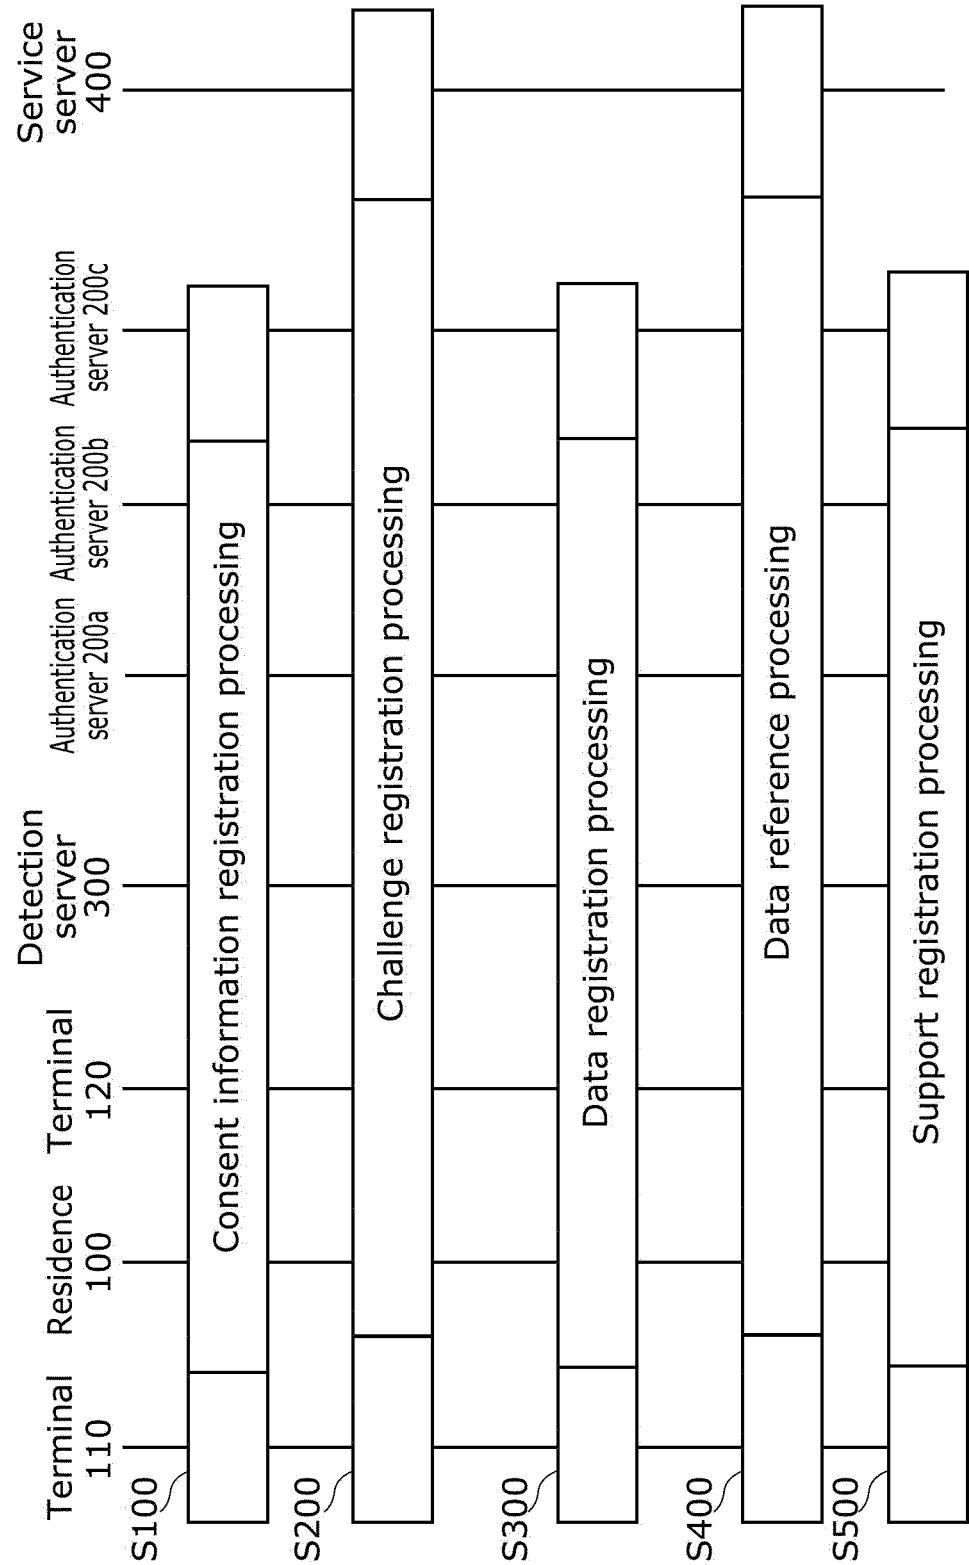 Terminal
110
Residence
100
Terminal
120
Detection
server
300
Authentication
server 200a
Authentication
server 200b
Authentication
server 200c
Service
server
400
S100
Consent information registration processing
S200
Challenge registration processing
S300
Data registration processing
S400
Data reference processing
S500
Support registration processing